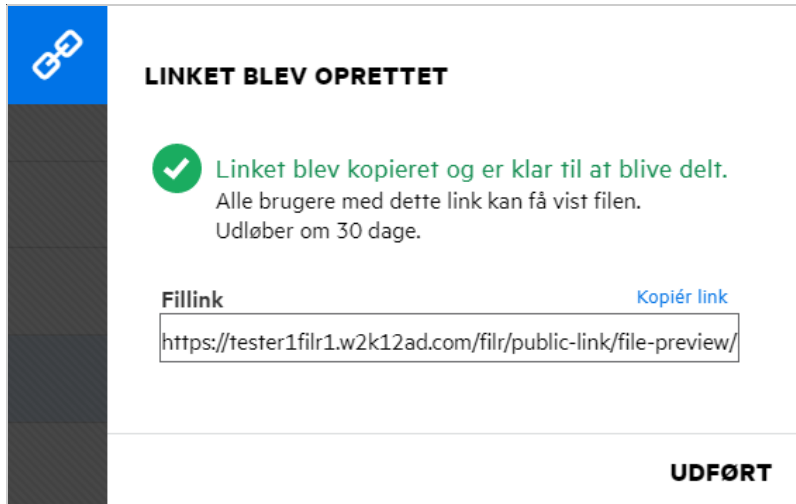 LINKET BLEV OPRETTET
Linket blev kopieret og er klar til at blive delt.
Alle brugere med dette link kan få vist filen.
Udløber om 30 dage.
Fillink
Kopiér link
https://tester1filr1.w2k12ad.com/filr/public-link/file-preview/
UDFØRT